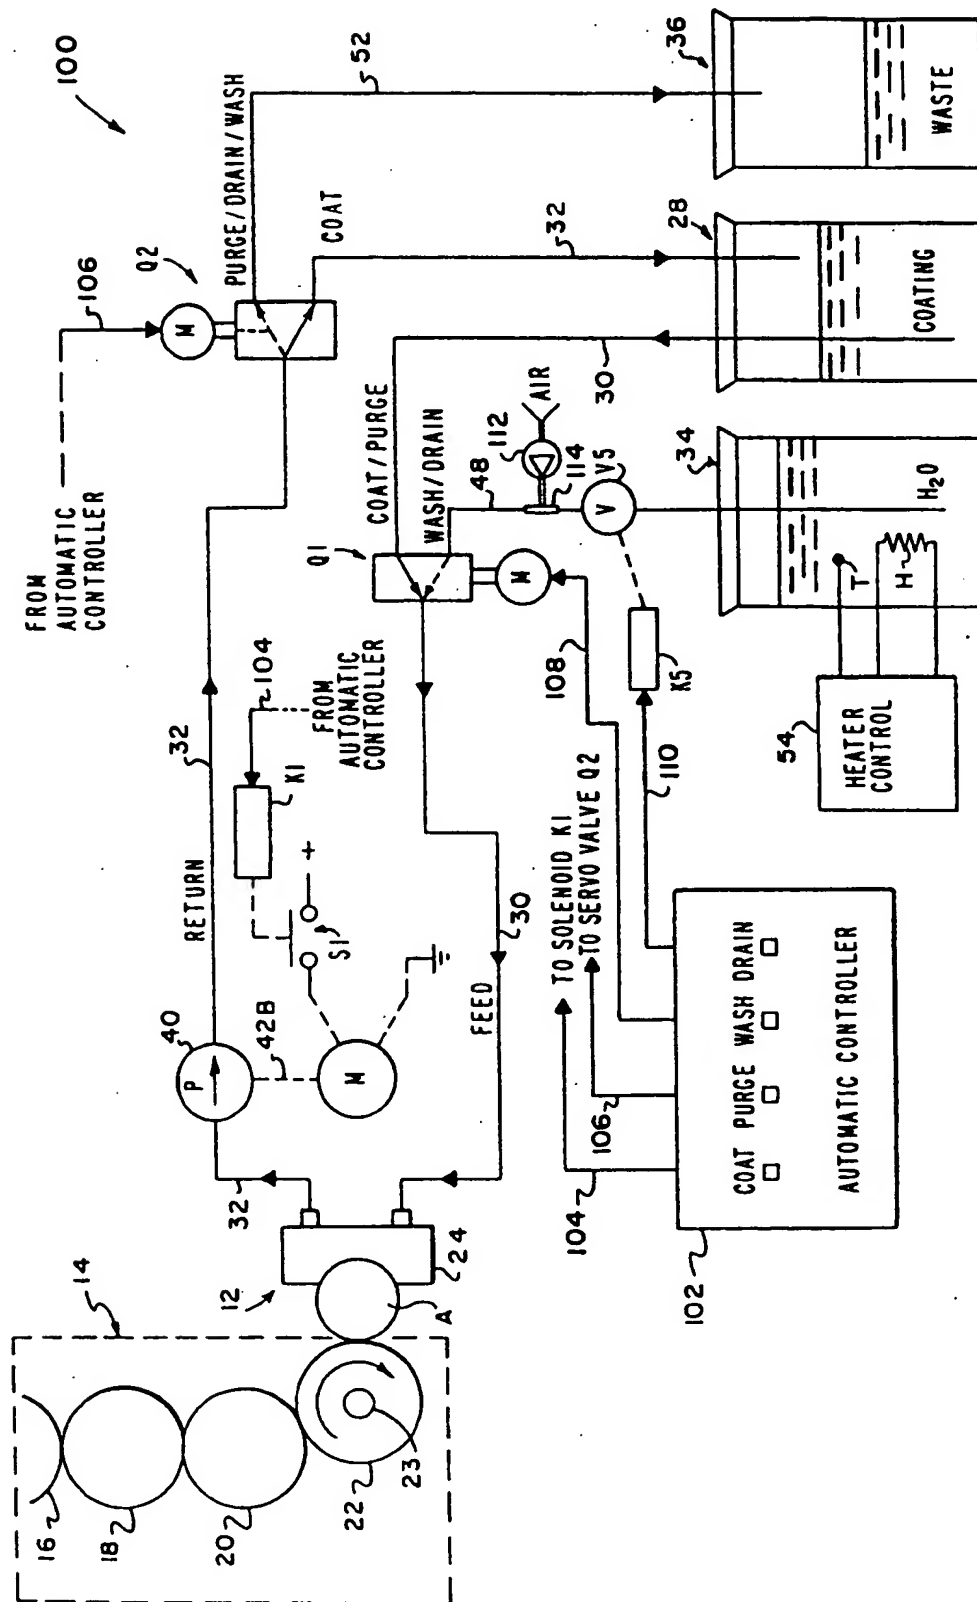 100
FROM
AUTOMATIC
CONTROLLER
106
M
Q2
PURGE/DRAIN/WASH
52
COAT
32
36
WASTE
28
COATING
30
34
H₂O
T
H
54
HEATER
CONTROL
COAT/PURGE
WASH/DRAIN
Q1
48
112
AIR
114
V5
V
M
108
K5
110
32
RETURN
K1
104
FROM
AUTOMATIC
CONTROLLER
S1
+
40
P
42B
M
FEED
30
32
24
12
A
14
16
18
20
22
23
TO SOLENOID K1
TO SERVO VALVE Q2
104
106
102
COAT PURGE WASH DRAIN
AUTOMATIC CONTROLLER